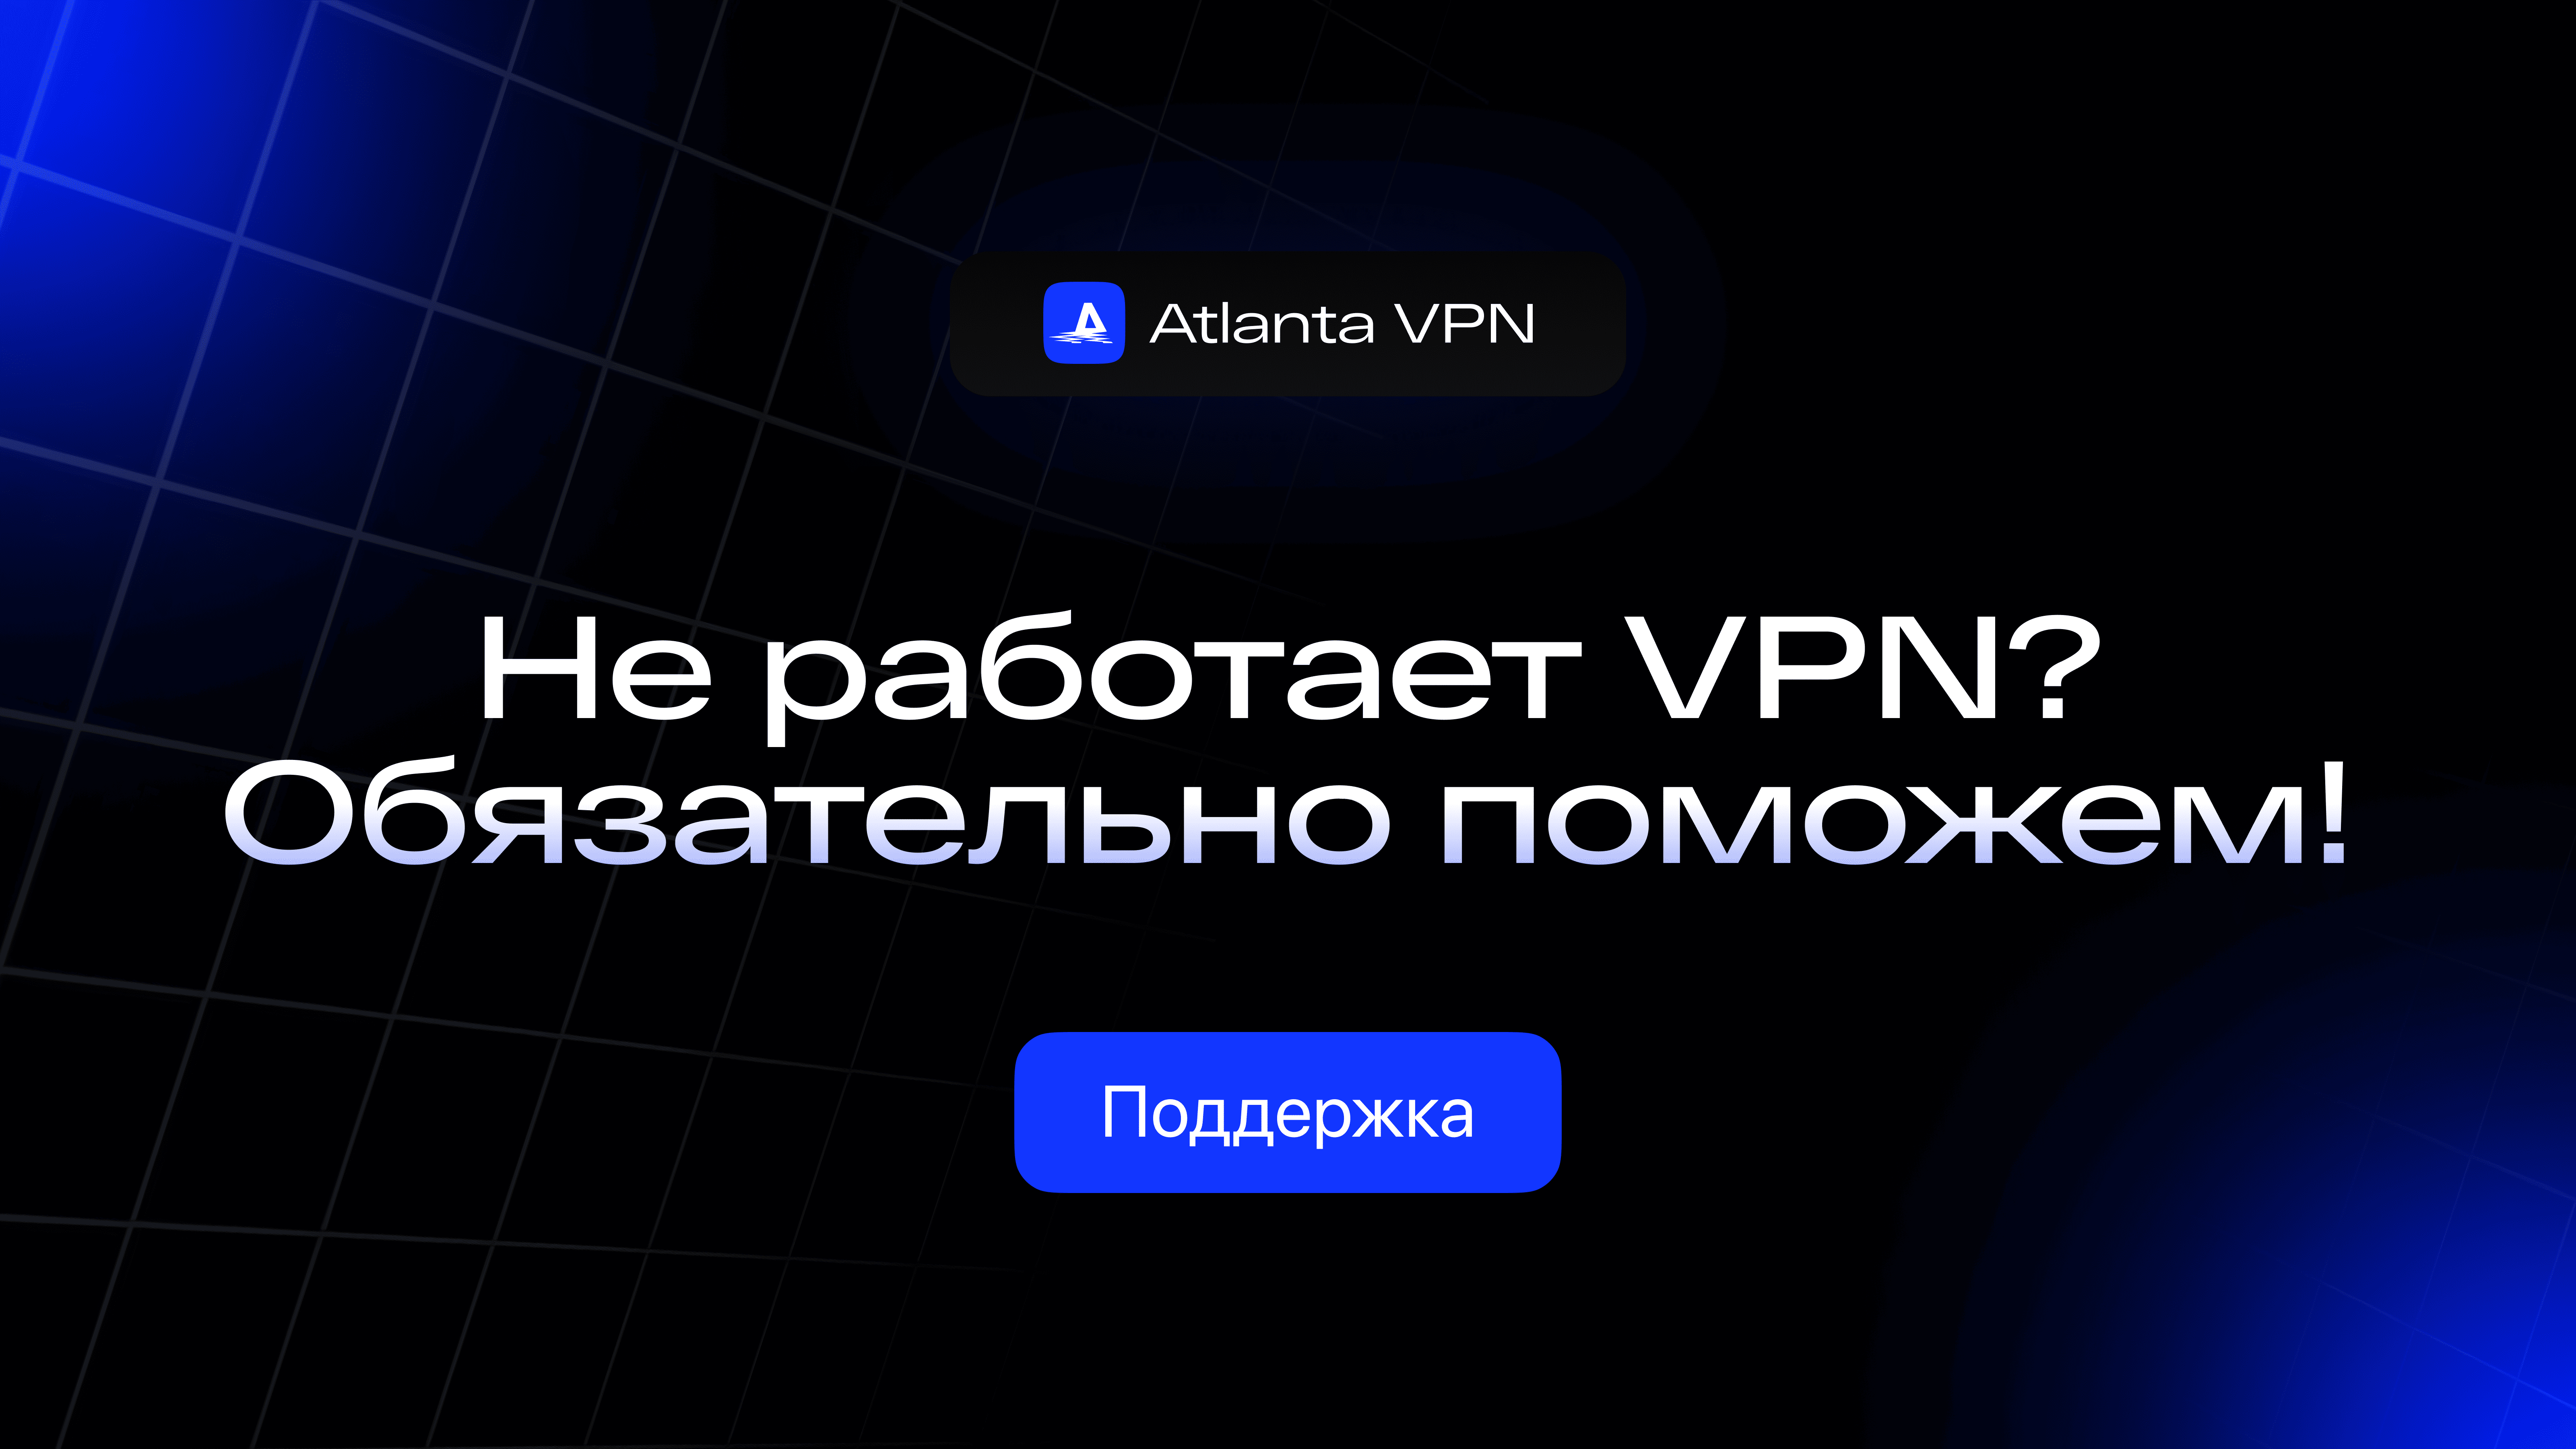 Atlanta VPN
Не работает VPN?
Обязательно поможем!
Поддержка